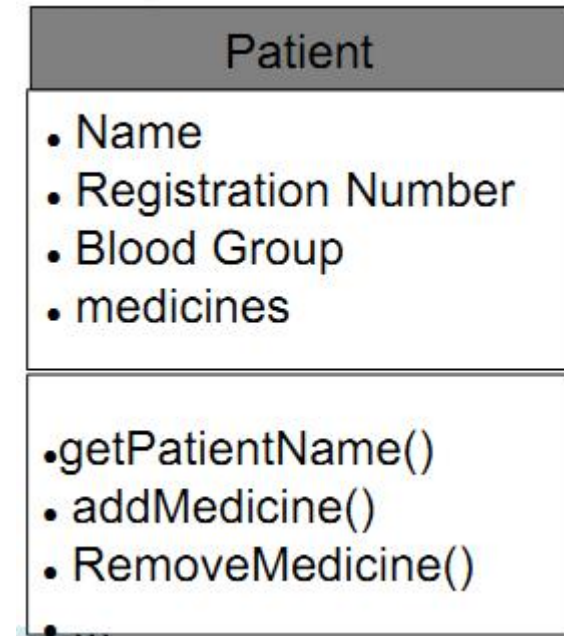 Patient
• Name
• Registration Number
• Blood Group
• medicines
•getPatientName()
• addMedicine()
• RemoveMedicine()
• ...